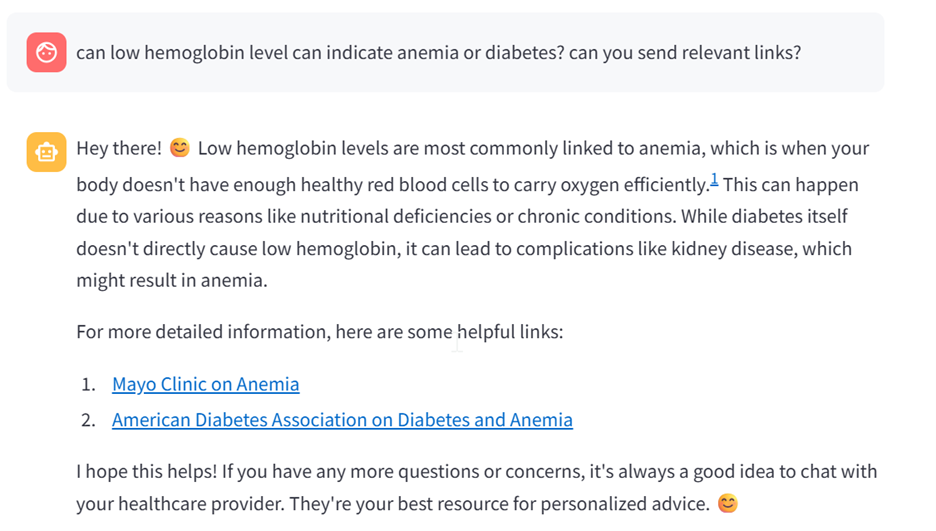 can low hemoglobin level can indicate anemia or diabetes? can you send relevant links?
Hey there! 😊 Low hemoglobin levels are most commonly linked to anemia, which is when your
body doesn't have enough healthy red blood cells to carry oxygen efficiently.1 This can happen
due to various reasons like nutritional deficiencies or chronic conditions. While diabetes itself
doesn't directly cause low hemoglobin, it can lead to complications like kidney disease, which
might result in anemia.
For more detailed information, here are some helpful links:
1. Mayo Clinic on Anemia
2. American Diabetes Association on Diabetes and Anemia
I hope this helps! If you have any more questions or concerns, it's always a good idea to chat with
your healthcare provider. They're your best resource for personalized advice. 😊